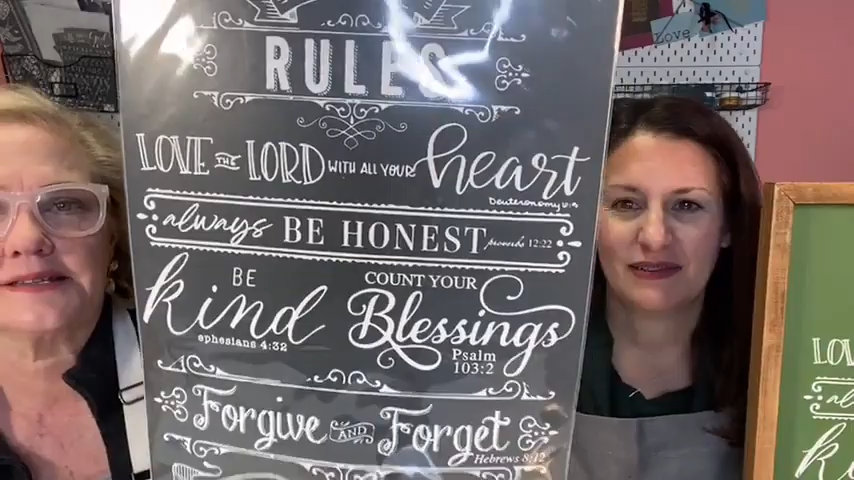 Love
RULES
LOVE THE LORD WITH ALL YOUR heart
Deuteronomy 6:5
always BE HONEST Proverbs 12:22
BE kind
ephesians 4:32
COUNT YOUR
Blessings
Psalm
103:2
Forgive AND Forget
Hebrews 8:12
LOVE